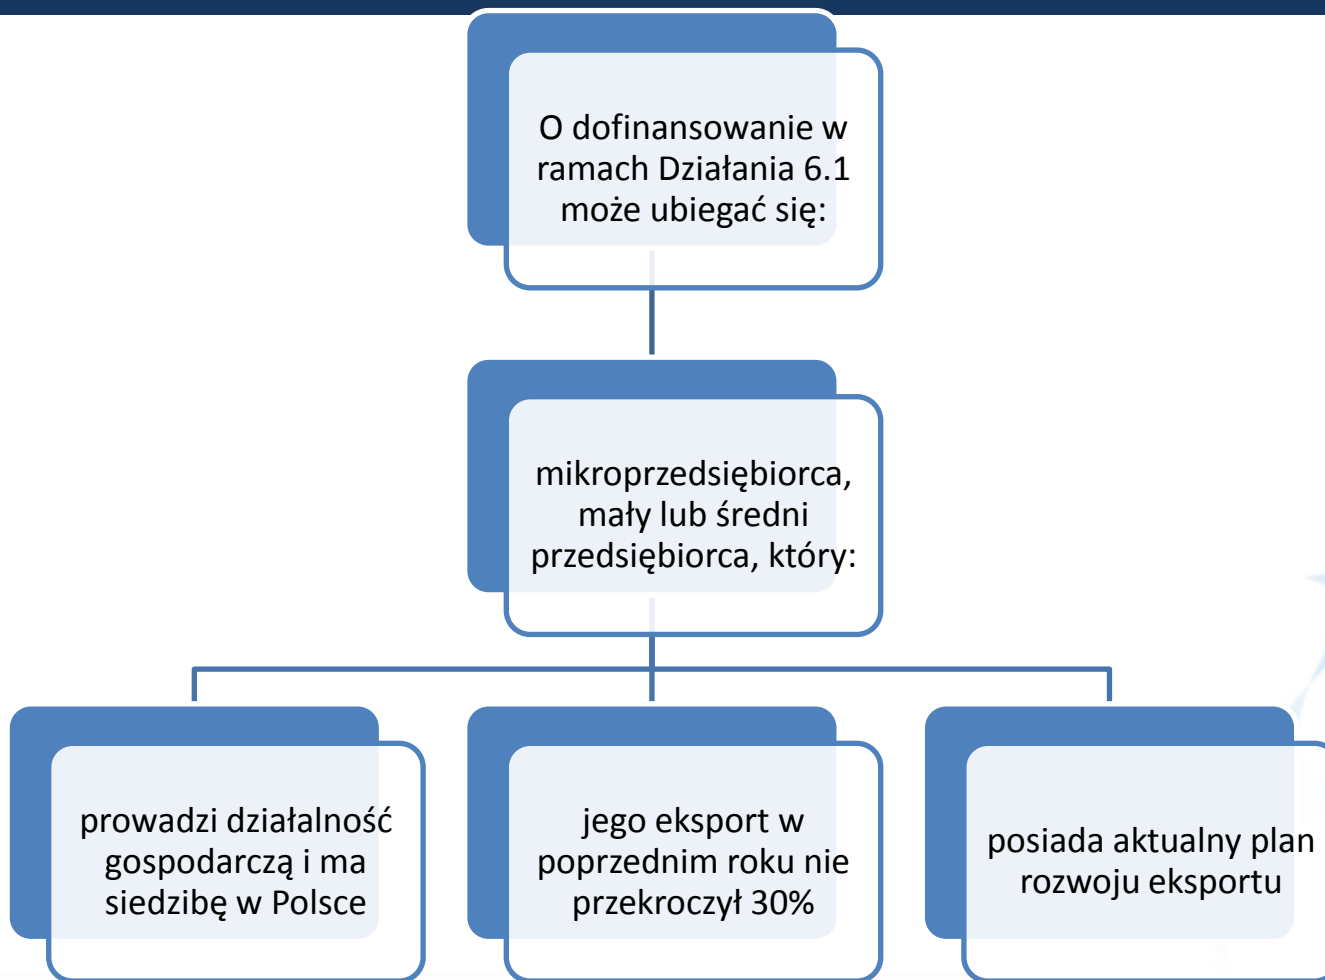 O dofinansowanie w
ramach Działania 6.1
może ubiegać się:
mikroprzedsiębiorca,
mały lub średni
przedsiębiorca, który:
prowadzi działalność
gospodarczą i ma
siedzibę w Polsce
jego eksport w
poprzednim roku nie
przekroczył 30%
posiada aktualny plan
rozwoju eksportu